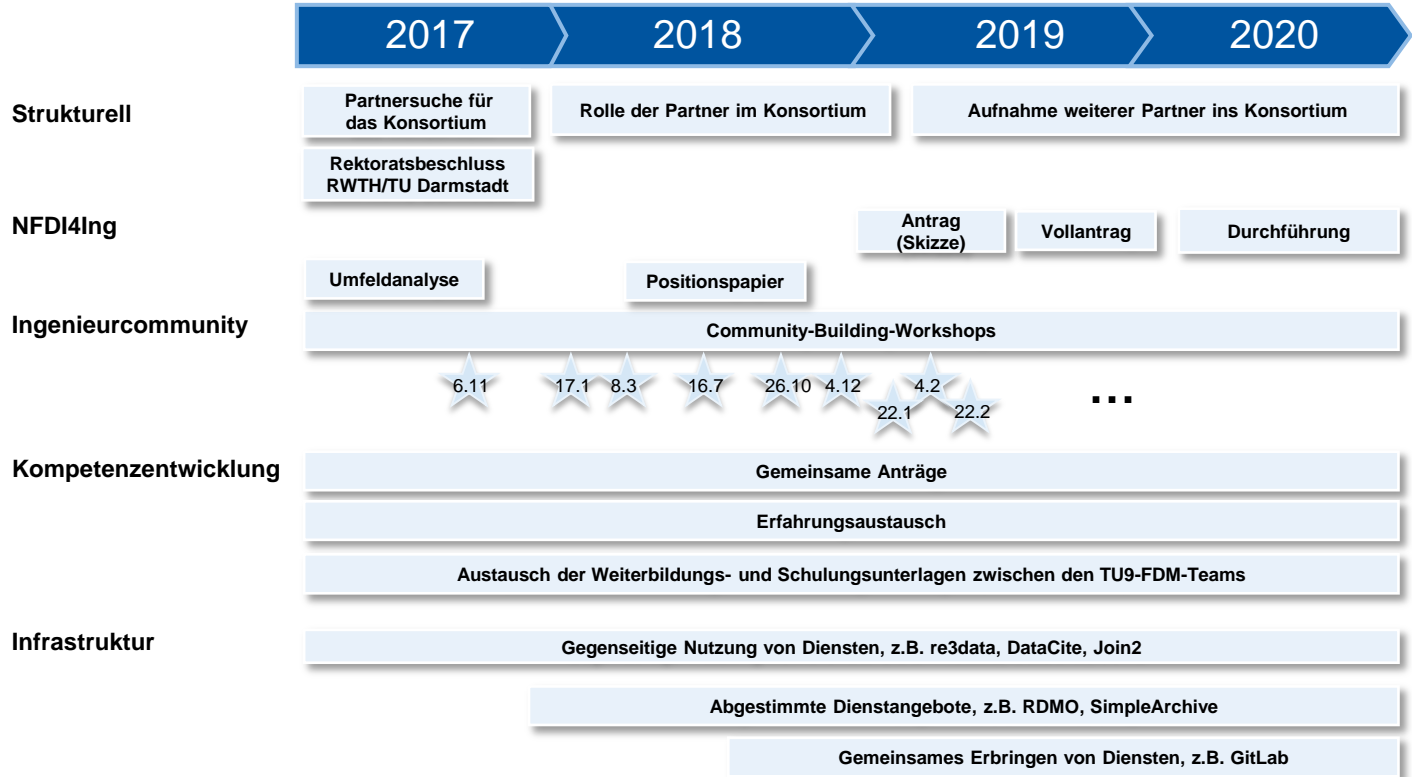 2017
2018
2019
2020
Strukturell
Partnersuche für
das Konsortium
Rolle der Partner im Konsortium
Aufnahme weiterer Partner ins Konsortium
Rektoratsbeschluss
RWTH/TU Darmstadt
NFDI4Ing
Antrag
(Skizze)
Vollantrag
Durchführung
Umfeldanalyse
Positionspapier
Ingenieurcommunity
Community-Building-Workshops
6.11
17.1
8.3
16.7
26.10
4.12
22.1
4.2
22.2
...
Kompetenzentwicklung
Gemeinsame Anträge
Erfahrungsaustausch
Austausch der Weiterbildungs- und Schulungsunterlagen zwischen den TU9-FDM-Teams
Infrastruktur
Gegenseitige Nutzung von Diensten, z.B. re3data, DataCite, Join2
Abgestimmte Dienstangebote, z.B. RDMO, SimpleArchive
Gemeinsames Erbringen von Diensten, z.B. GitLab